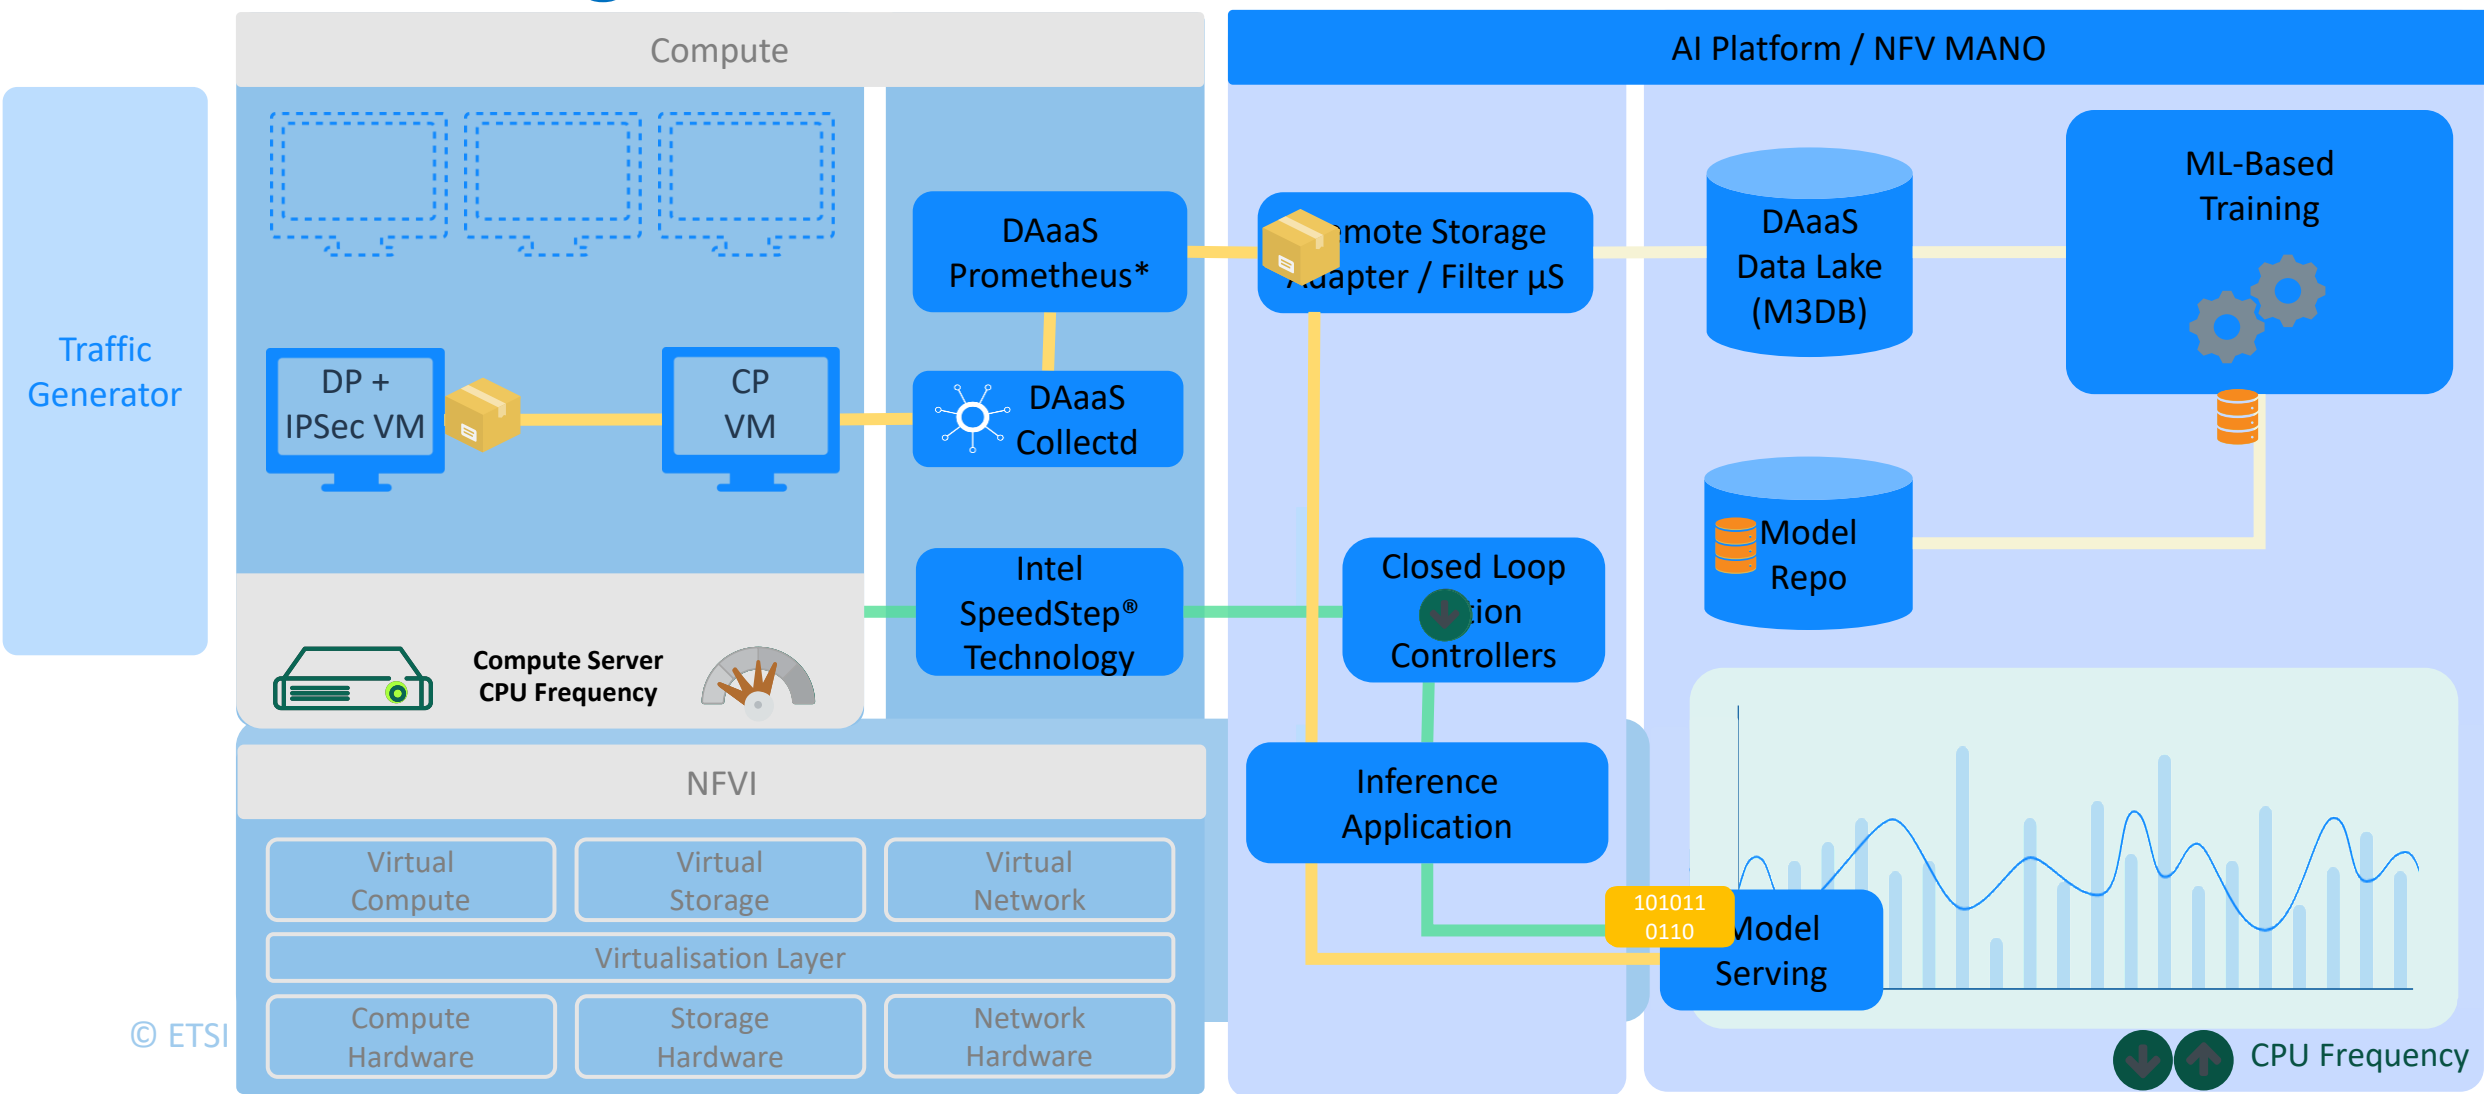 Compute
AI Platform / NFV MANO
Traffic
Generator
DP +
IPSec VM
CP
VM
DAaaS
Prometheus*
DAaaS
Collectd
Intel
SpeedStep®
Technology
Compute Server
CPU Frequency
emote Storage
dapter / Filter µS
DAaaS
Data Lake
(M3DB)
ML-Based
Training
Model
Repo
Closed Loop
tion
Controllers
Inference
Application
101011
0110
Model
Serving
CPU Frequency
NFVI
Virtual
Compute
Virtual
Storage
Virtual
Network
Virtualisation Layer
Compute
Hardware
Storage
Hardware
Network
Hardware
© ETSI